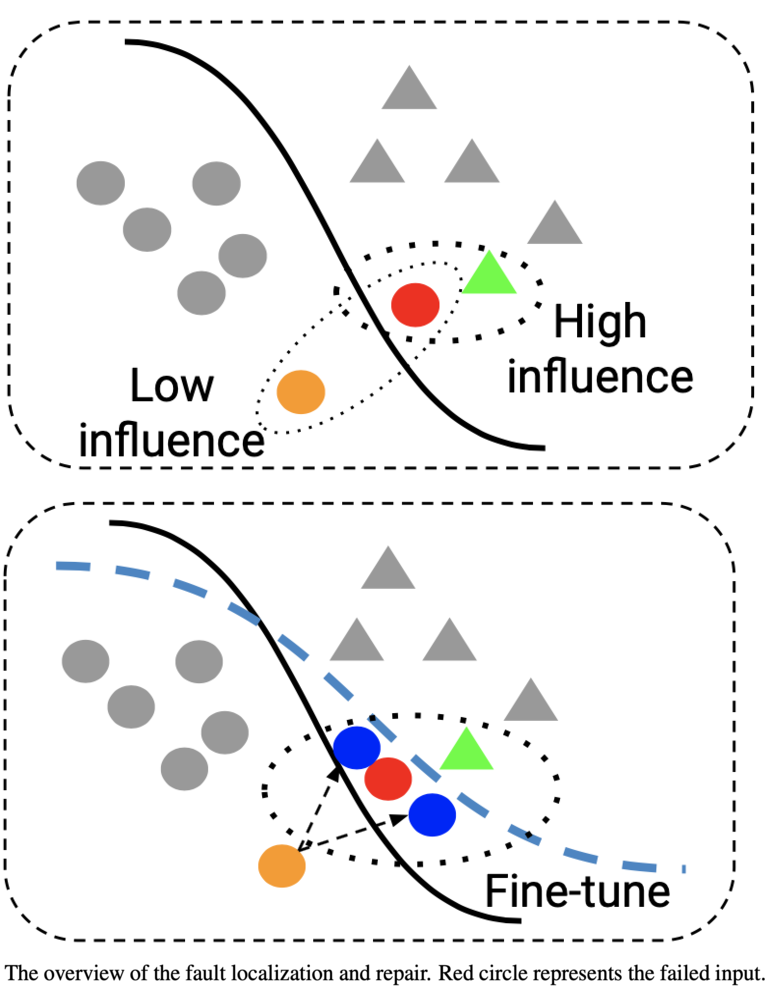 High
influence
Low
influence
Fine-tune
The overview of the fault localization and repair. Red circle represents the failed input.